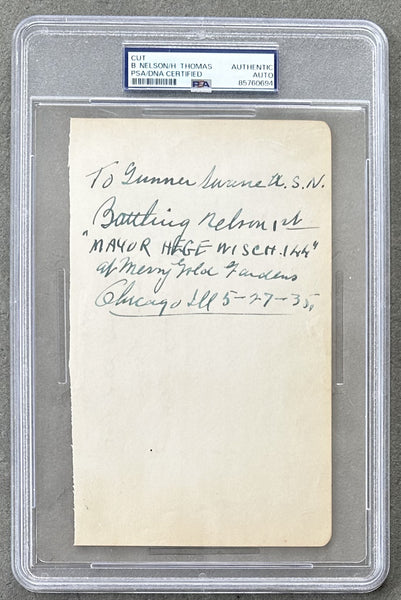 CUT
B NELSON/H THOMAS
PSA/DNA CERTIFIED
AUTHENTIC
AUTO
85760694
PSA
To Gunner U.S.N.
Battling Nelson 1st
"MAYOR HEGEWISCH. ILL"
at Merry Gold Gardens
Chicago Ill 5-27-35,